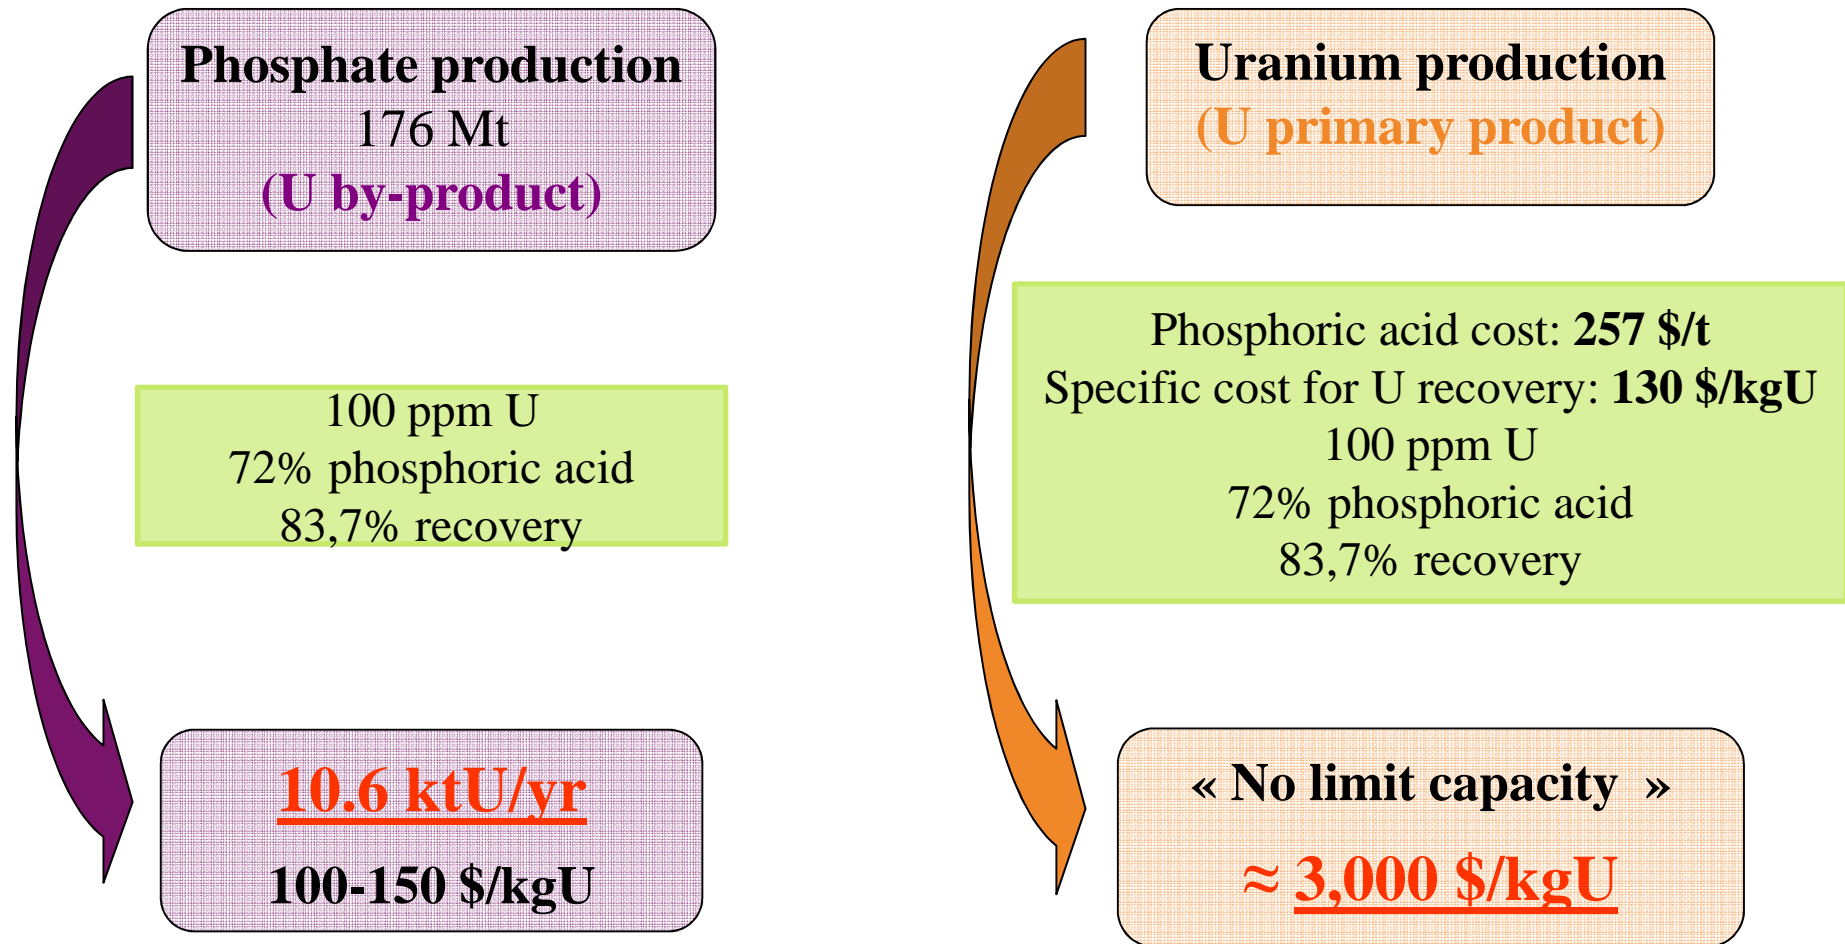 Phosphate production
176 Mt
(U by-product)
100 ppm U
72% phosphoric acid
83,7% recovery
10.6 ktU/yr
100-150 $/kgU
Uranium production
(U primary product)
Phosphoric acid cost: 257 $/t
Specific cost for U recovery: 130 $/kgU
100 ppm U
72% phosphoric acid
83,7% recovery
« No limit capacity »
≈ 3,000 $/kgU